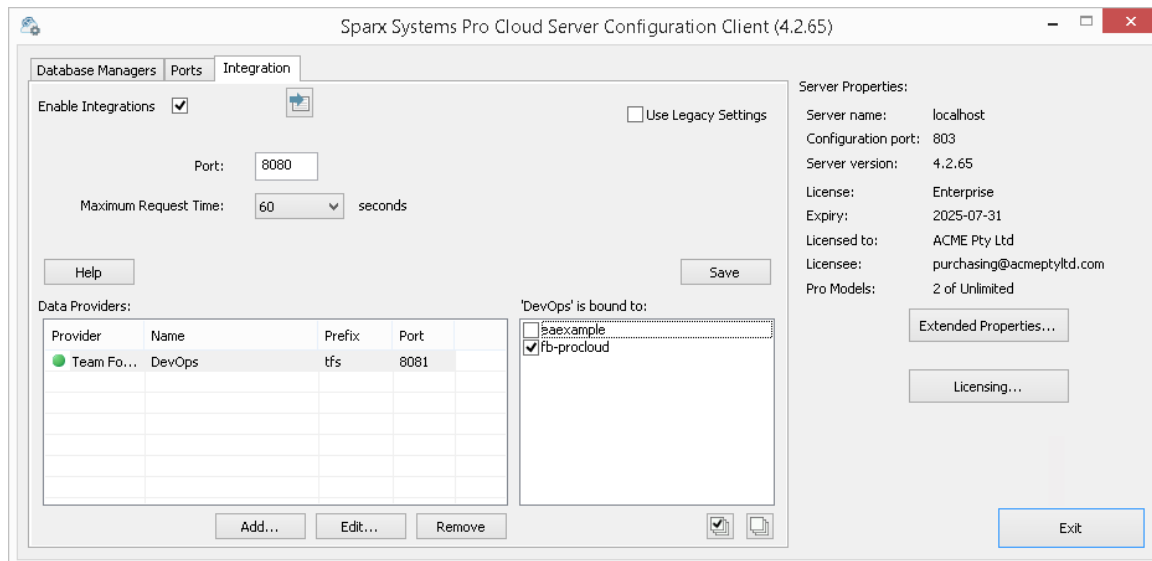 Sparx Systems Pro Cloud Server Configuration Client (4.2.65)
Database Managers Ports Integration
Enable Integrations
Use Legacy Settings
Port: 8080
Maximum Request Time: 60 seconds
Help Save
Data Providers:
Provider Name Prefix Port
Team Fo... DevOps tfs 8081
Add... Edit... Remove
'DevOps' is bound to:
eaexample
fb-procloud
Server Properties:
Server name: localhost
Configuration port: 803
Server version: 4.2.65
License: Enterprise
Expiry: 2025-07-31
Licensed to: ACME Pty Ltd
Licensee: purchasing@acmeptyltd.com
Pro Models: 2 of Unlimited
Extended Properties...
Licensing...
Exit